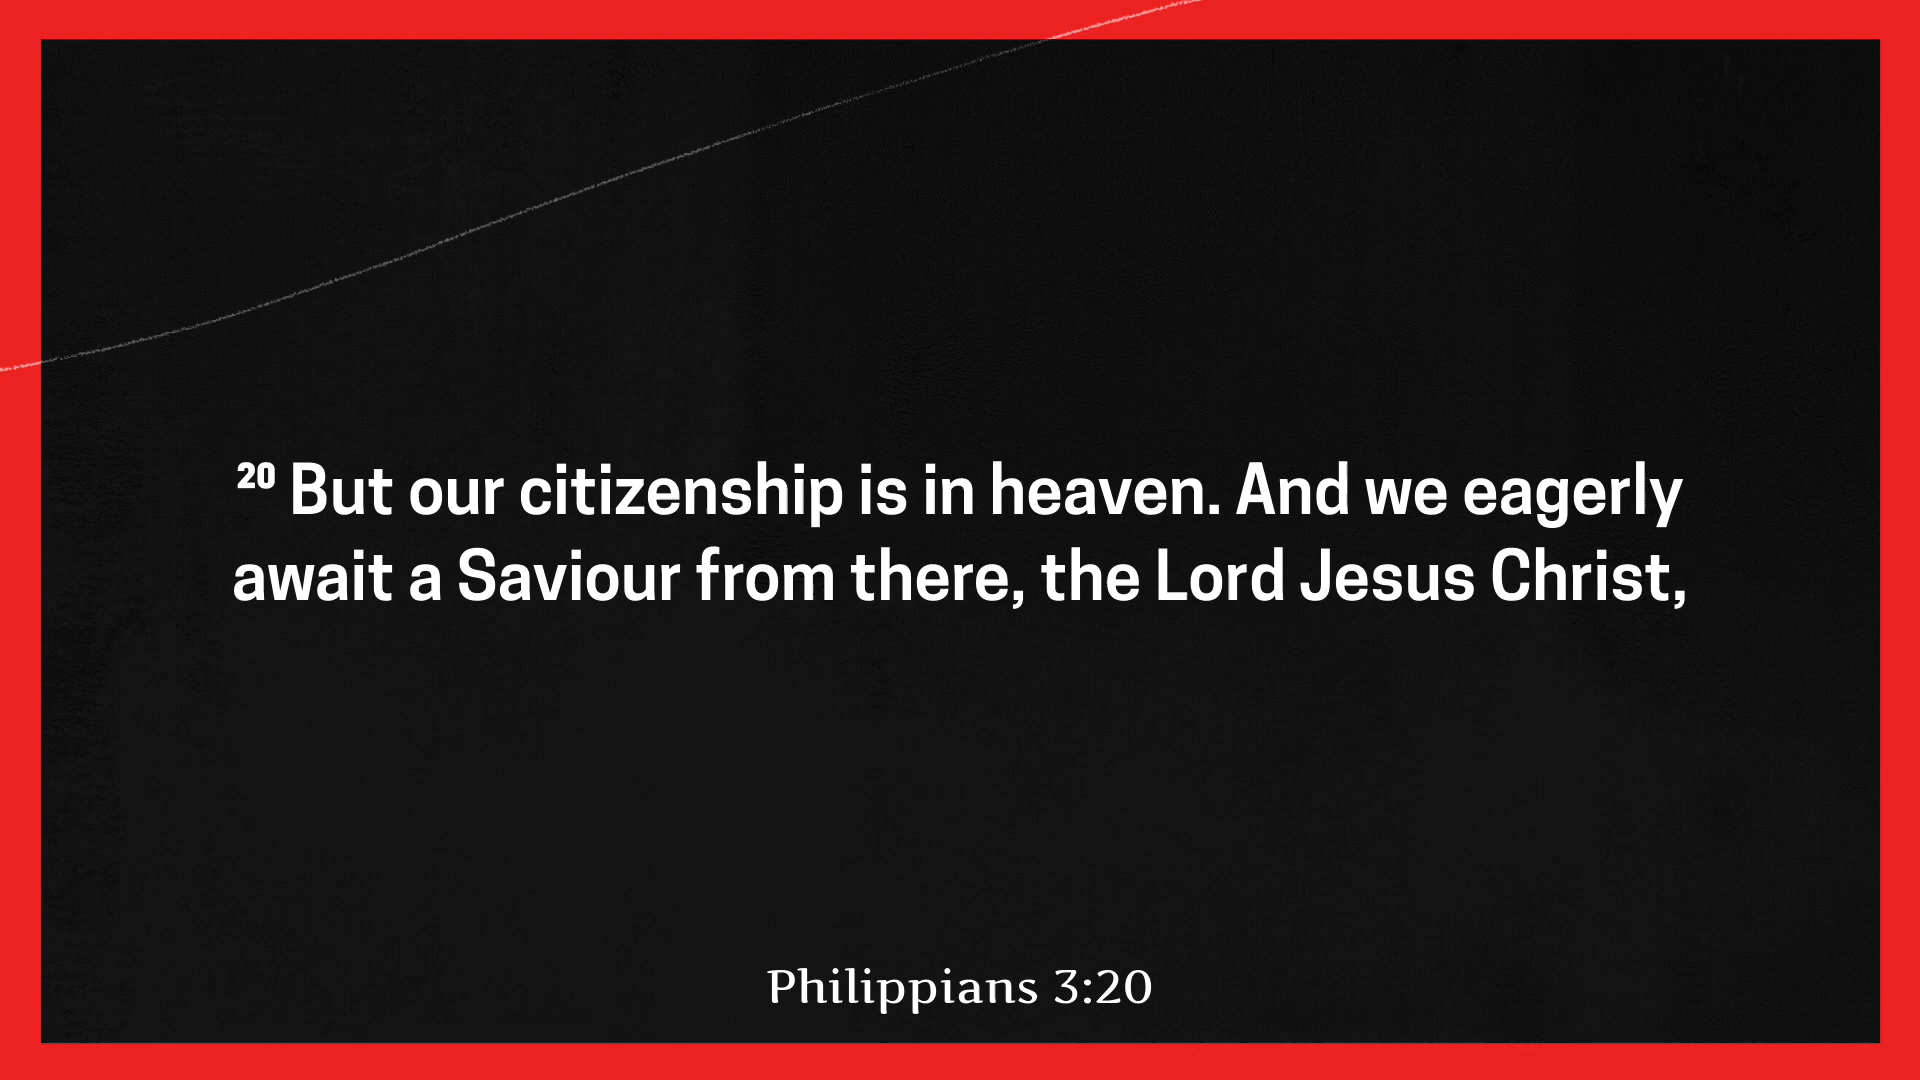 ²⁰ But our citizenship is in heaven. And we eagerly
await a Saviour from there, the Lord Jesus Christ,
Philippians 3:20